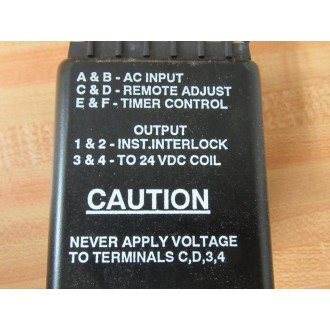 A & B - AC INPUT
C & D - REMOTE ADJUST
E & F - TIMER CONTROL
OUTPUT
1 & 2 - INST.INTERLOCK
3 & 4 - TO 24 VDC COIL
CAUTION
NEVER APPLY VOLTAGE
TO TERMINALS C,D,3,4